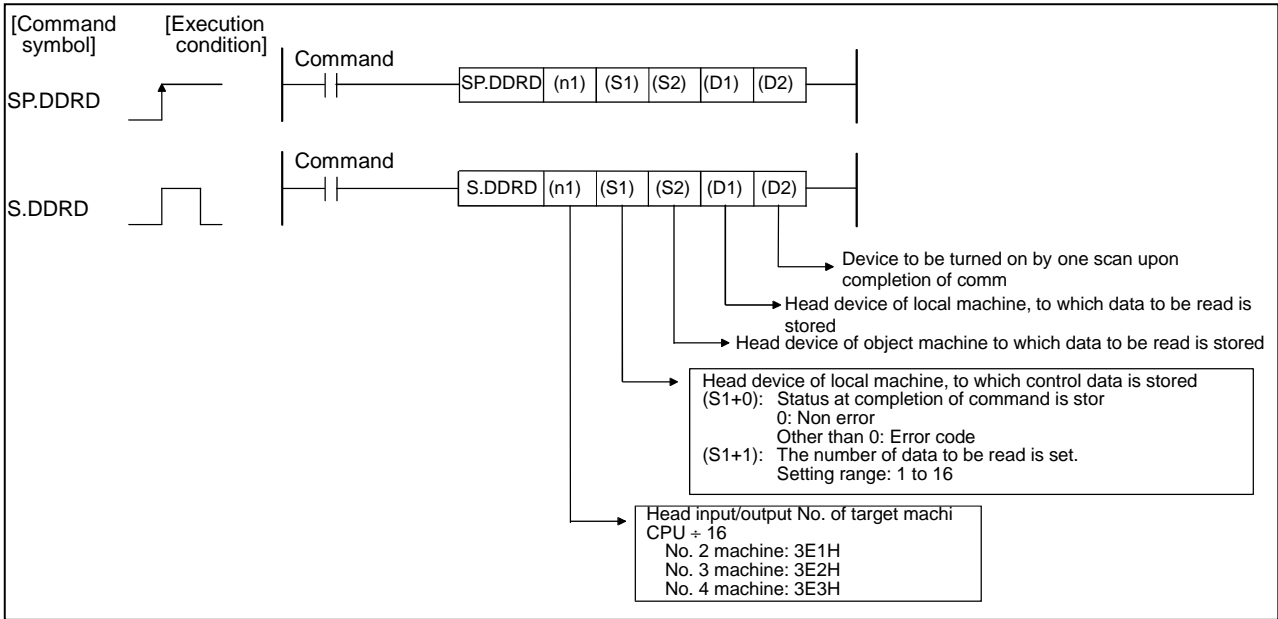 [Command symbol]
[Execution condition]
Command
SP.DDRD
SP.DDRD (n1) (S1) (S2) (D1) (D2)
Command
S.DDRD
S.DDRD (n1) (S1) (S2) (D1) (D2)
Device to be turned on by one scan upon
completion of comm
Head device of local machine, to which data to be read is
stored
Head device of object machine to which data to be read is stored
Head device of local machine, to which control data is stored
(S1+0): Status at completion of command is stor
0: Non error
Other than 0: Error code
(S1+1): The number of data to be read is set.
Setting range: 1 to 16
Head input/output No. of target machi
CPU ÷ 16
No. 2 machine: 3E1H
No. 3 machine: 3E2H
No. 4 machine: 3E3H